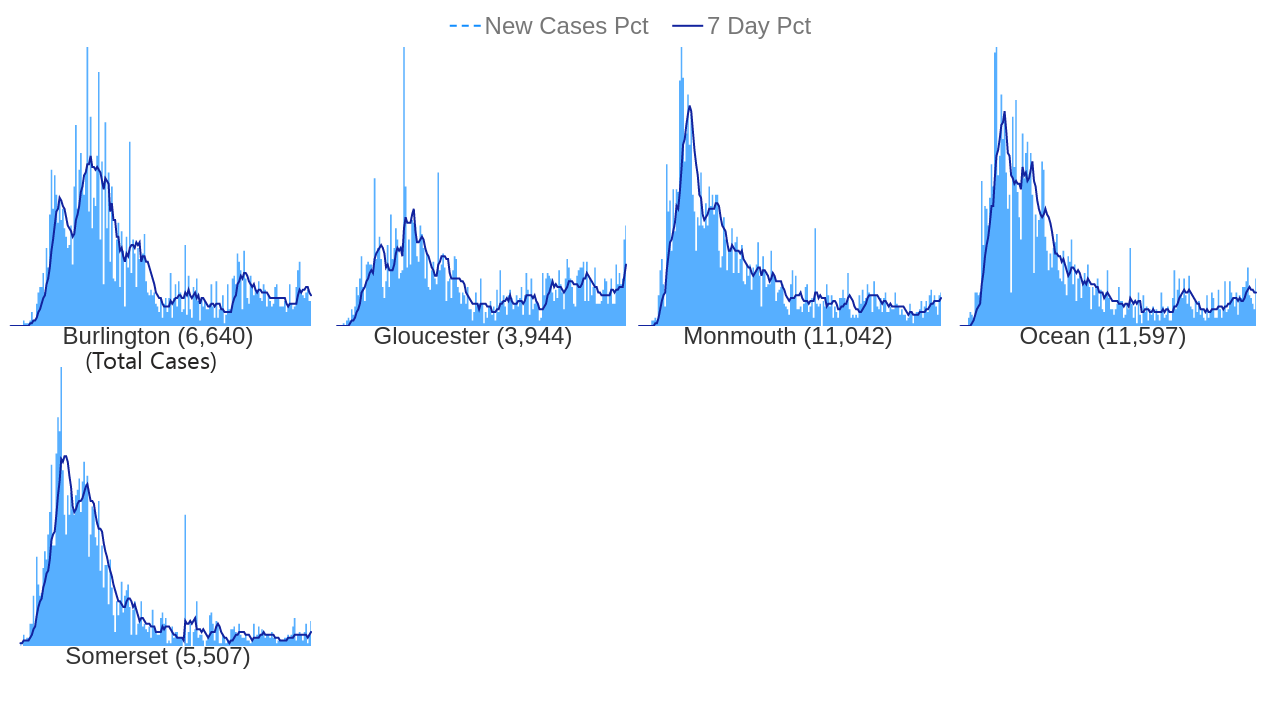 New Cases Pct 7 Day Pct
Burlington (6,640) Gloucester (3,944) Monmouth (11,042) Ocean (11,597)
(Total Cases)
Somerset (5,507)